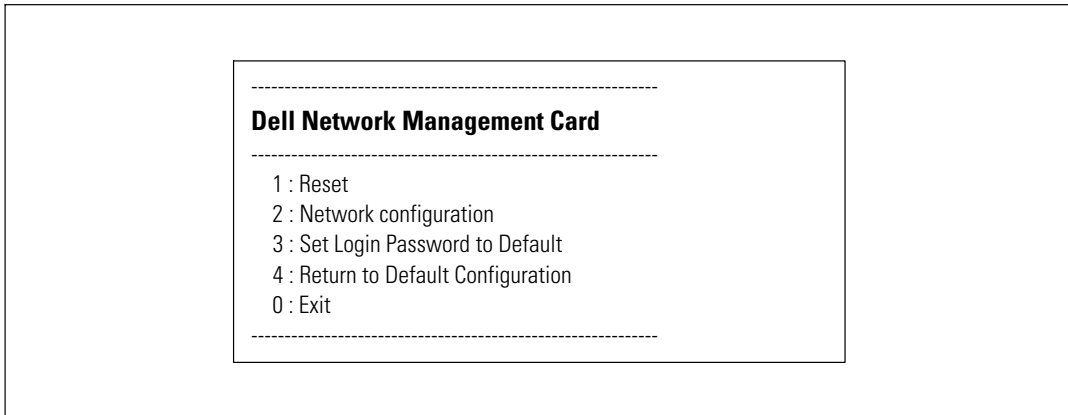 -------------------------------------------------------------
Dell Network Management Card
-------------------------------------------------------------
1 : Reset
2 : Network configuration
3 : Set Login Password to Default
4 : Return to Default Configuration
0 : Exit
-------------------------------------------------------------